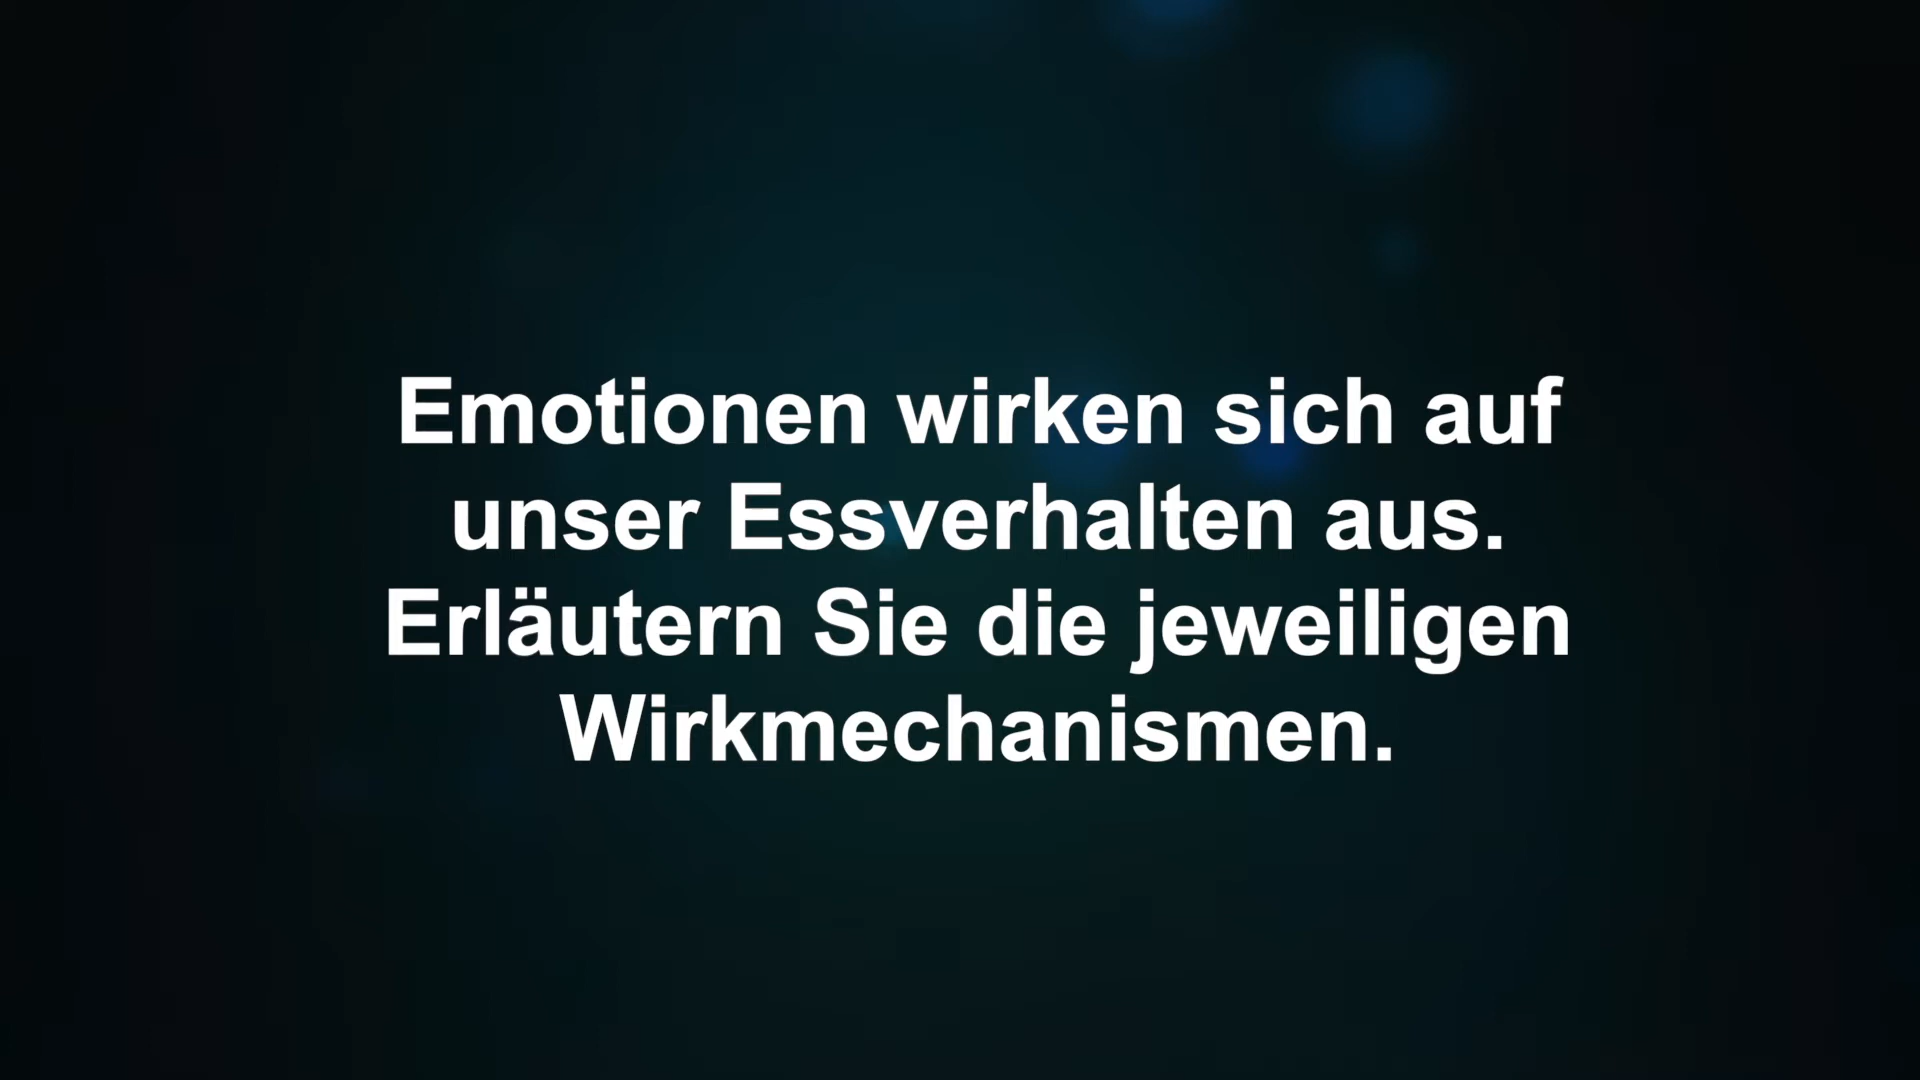 Emotionen wirken sich auf
unser Essverhalten aus.
Erläutern Sie die jeweiligen
Wirkmechanismen.